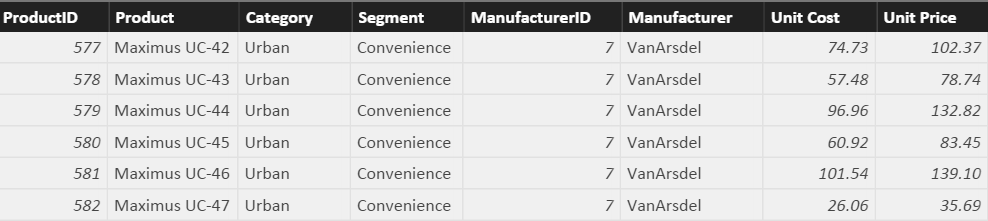 ProductID Product Category Segment ManufacturerID Manufacturer Unit Cost Unit Price
577 Maximus UC-42 Urban Convenience 7 VanArsdel 74.73 102.37
578 Maximus UC-43 Urban Convenience 7 VanArsdel 57.48 78.74
579 Maximus UC-44 Urban Convenience 7 VanArsdel 96.96 132.82
580 Maximus UC-45 Urban Convenience 7 VanArsdel 60.92 83.45
581 Maximus UC-46 Urban Convenience 7 VanArsdel 101.54 139.10
582 Maximus UC-47 Urban Convenience 7 VanArsdel 26.06 35.69